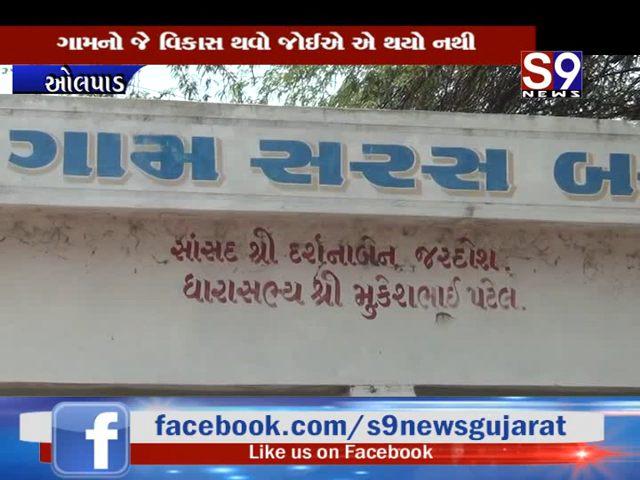 ગામનો જે વિકાસ થવો જોઈએ એ થયો નથી
ઓલપાડ
S9
NEWS
ગામ સરસ બ
સાંસદ શ્રી દર્શનાબેન જરદોશ.
ધારાસભ્ય શ્રી મુકેશભાઈ પટેલ.
facebook.com/s9newsgujarat
Like us on Facebook